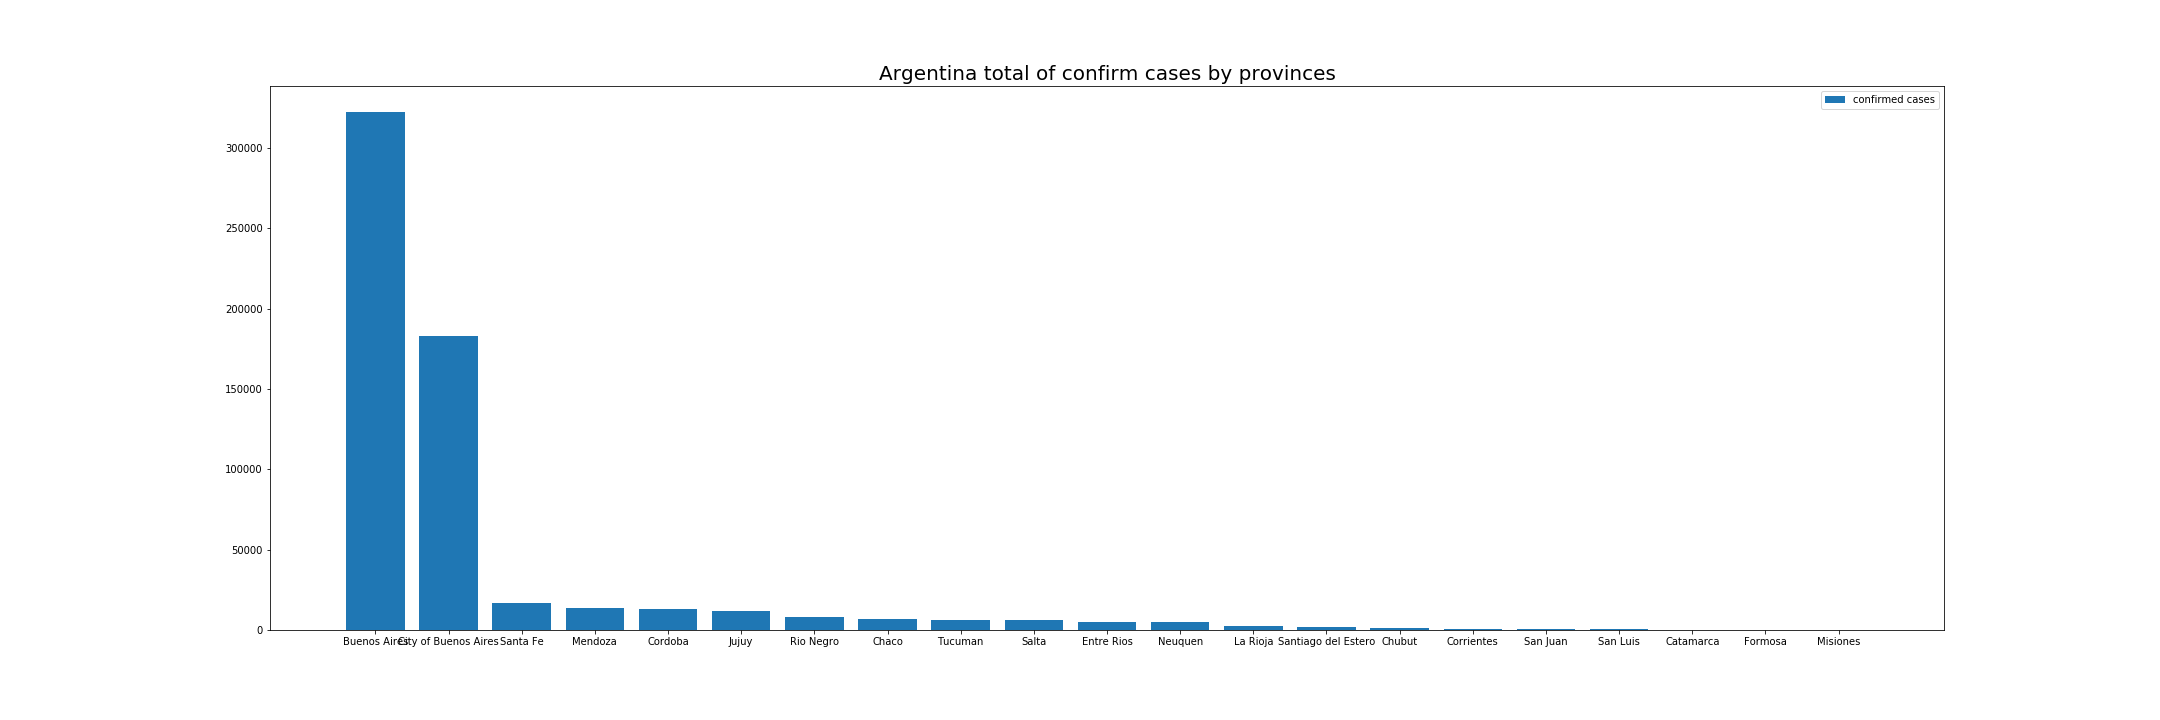 Argentina total of confirm cases by provinces
confirmed cases
300000
250000
200000
150000
100000
50000
0
Buenos Aires City of Buenos Aires Santa Fe Mendoza Cordoba Jujuy Rio Negro Chaco Tucuman Salta Entre Rios Neuquen La Rioja Santiago del Estero Chubut Corrientes San Juan San Luis Catamarca Formosa Misiones